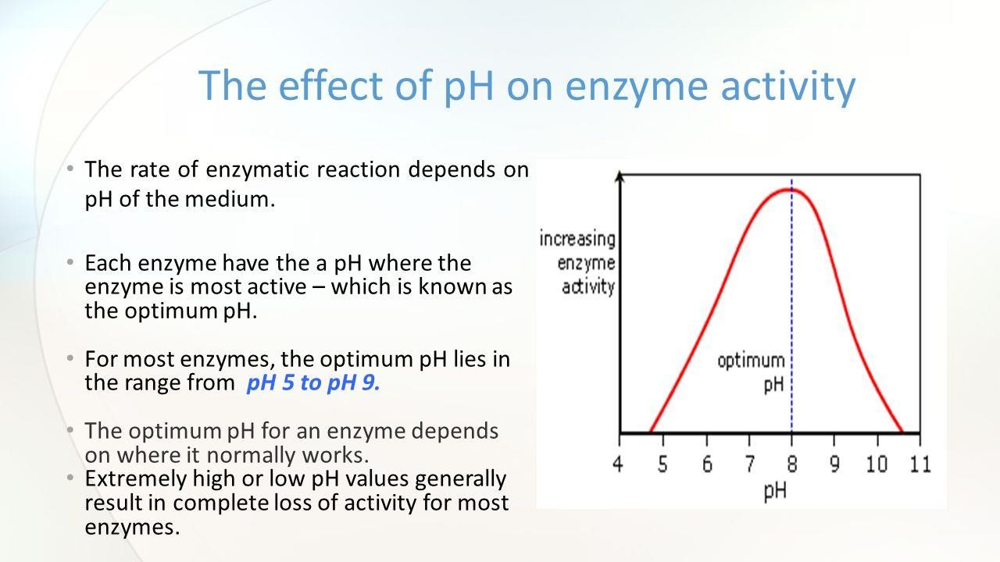 The effect of pH on enzyme activity
• The rate of enzymatic reaction depends on
pH of the medium.
• Each enzyme have the a pH where the
enzyme is most active – which is known as
the optimum pH.
• For most enzymes, the optimum pH lies in
the range from pH 5 to pH 9.
• The optimum pH for an enzyme depends
on where it normally works.
• Extremely high or low pH values generally
result in complete loss of activity for most
enzymes.
increasing
enzyme
activity
optimum
pH
4 5 6 7 8 9 10 11
pH